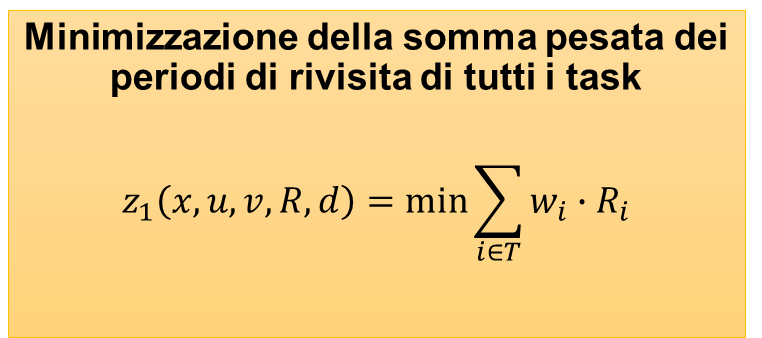 Minimizzazione della somma pesata dei
periodi di rivisita di tutti i task
𝑧₁(𝑥, 𝑢, 𝑣, 𝑅, 𝑑) = min ∑ 𝑤ᵢ · 𝑅ᵢ
𝑖∈𝑇